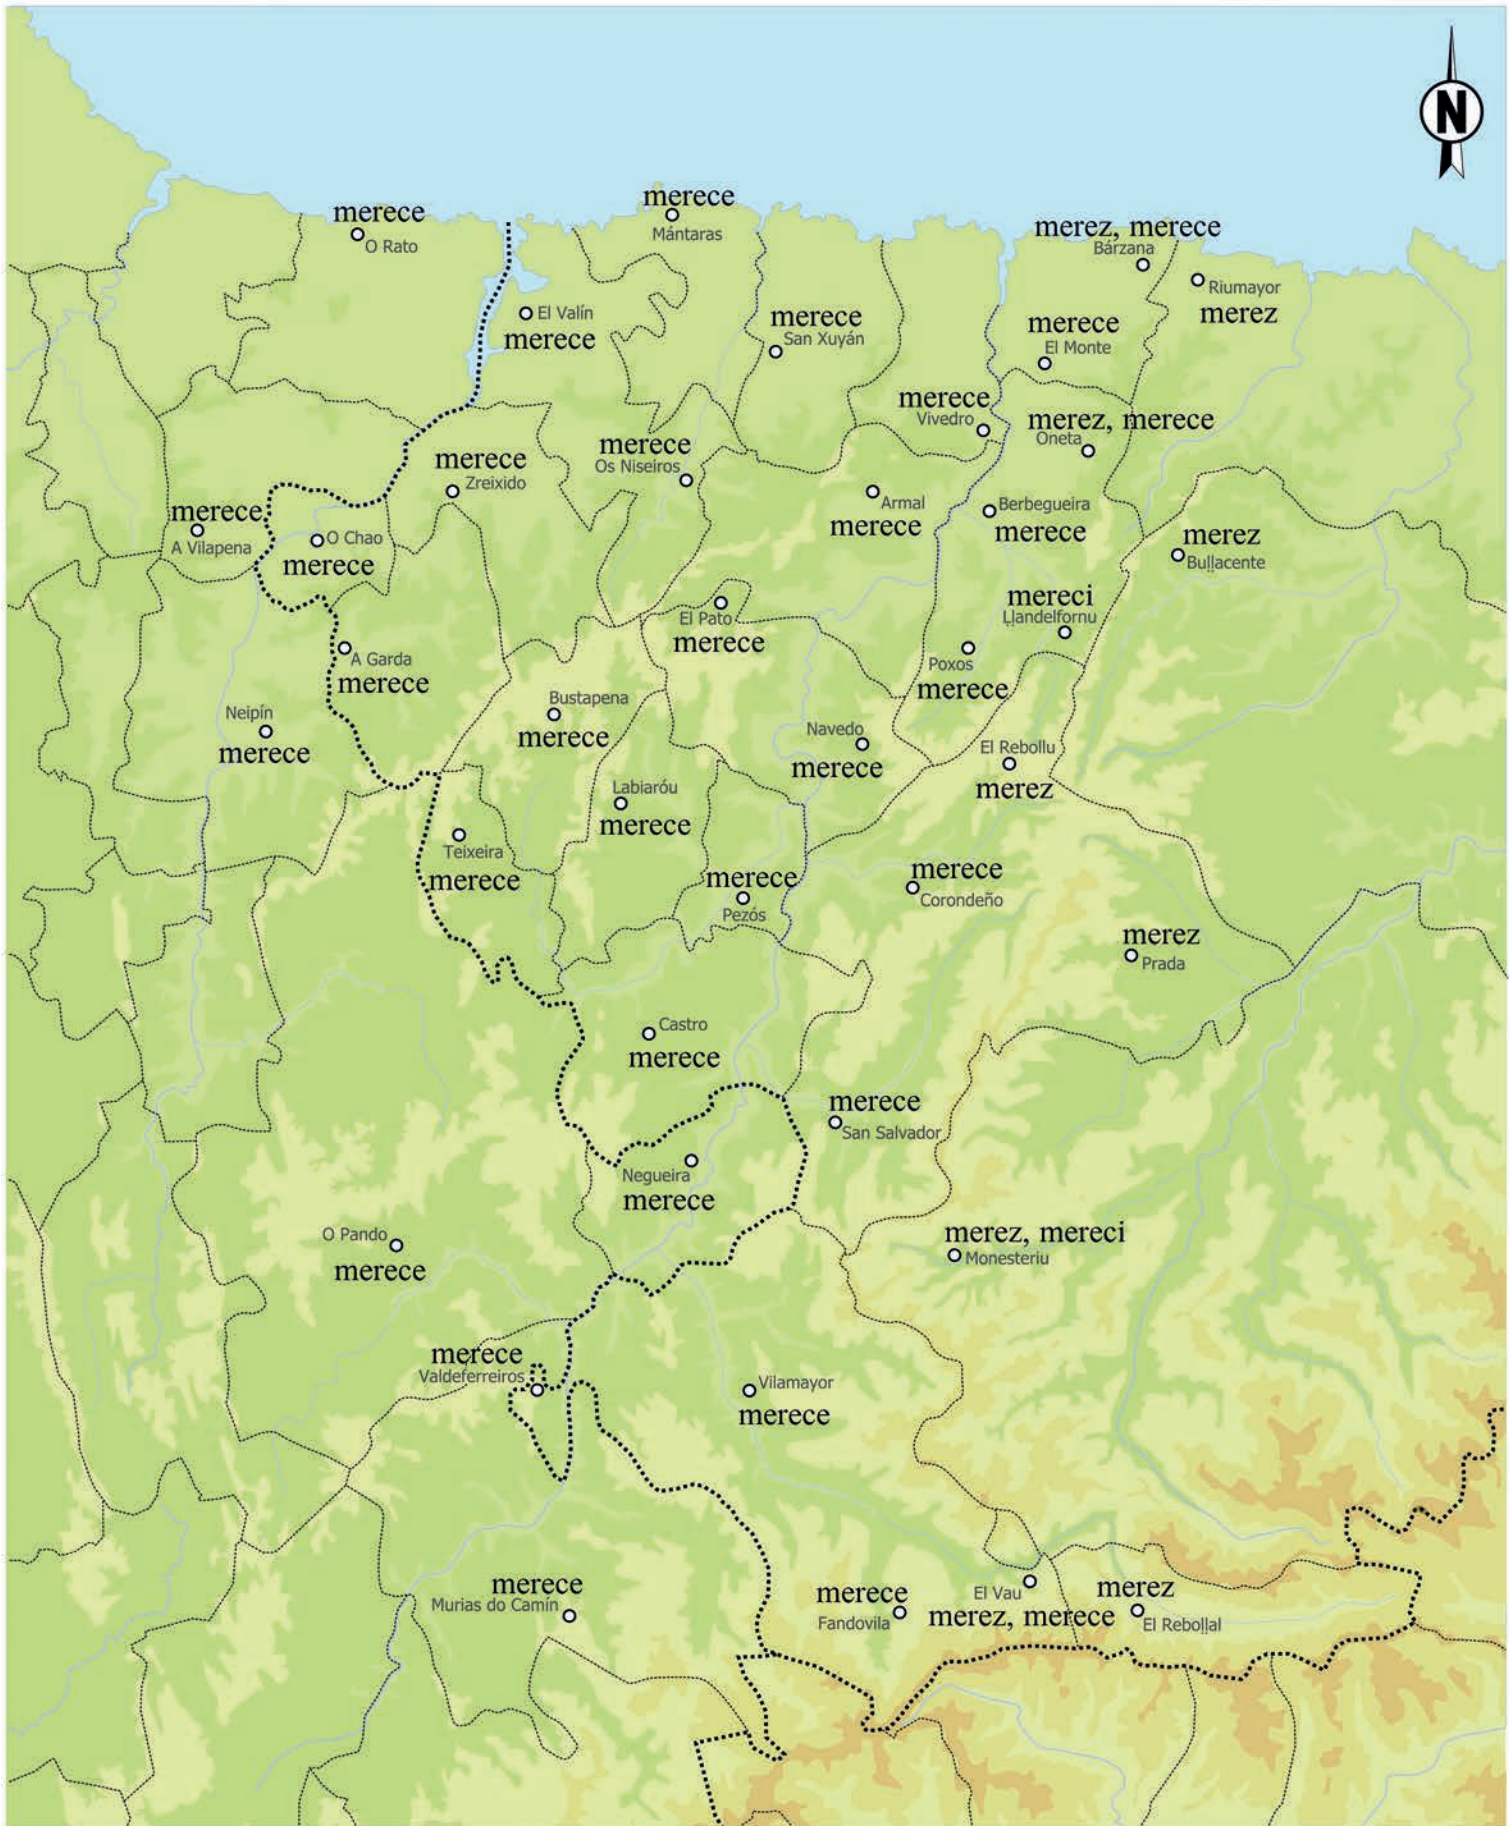 N
merece
Mántaras
merece
O Rato
merez, merece
Bárzana
Riumayor
merez
El Valín
merece
merece
San Xuyán
merece
El Monte
merece
Vivedro
merez, merece
Oneta
merece
Os Niseiros
merece
Zreixido
Armal
merece
Berbegueira
merece
merece
A Vilapena
O Chao
merece
merez
Buḷḷacente
mereci
Ḷḷandelfornu
El Pato
merece
A Garda
merece
Poxos
merece
Neipín
merece
Bustapena
merece
Navedo
merece
El Rebollu
merez
Labiaróu
merece
Teixeira
merece
merece
Pezós
merece
Corondeño
merez
Prada
Castro
merece
merece
San Salvador
Negueira
merece
O Pando
merece
merez, mereci
Monesteriu
merece
Valdeferreiros
Vilamayor
merece
merece
Murias do Camín
merece
Fandovila
El Vau
merez, merece
merez
El Reboḷḷal